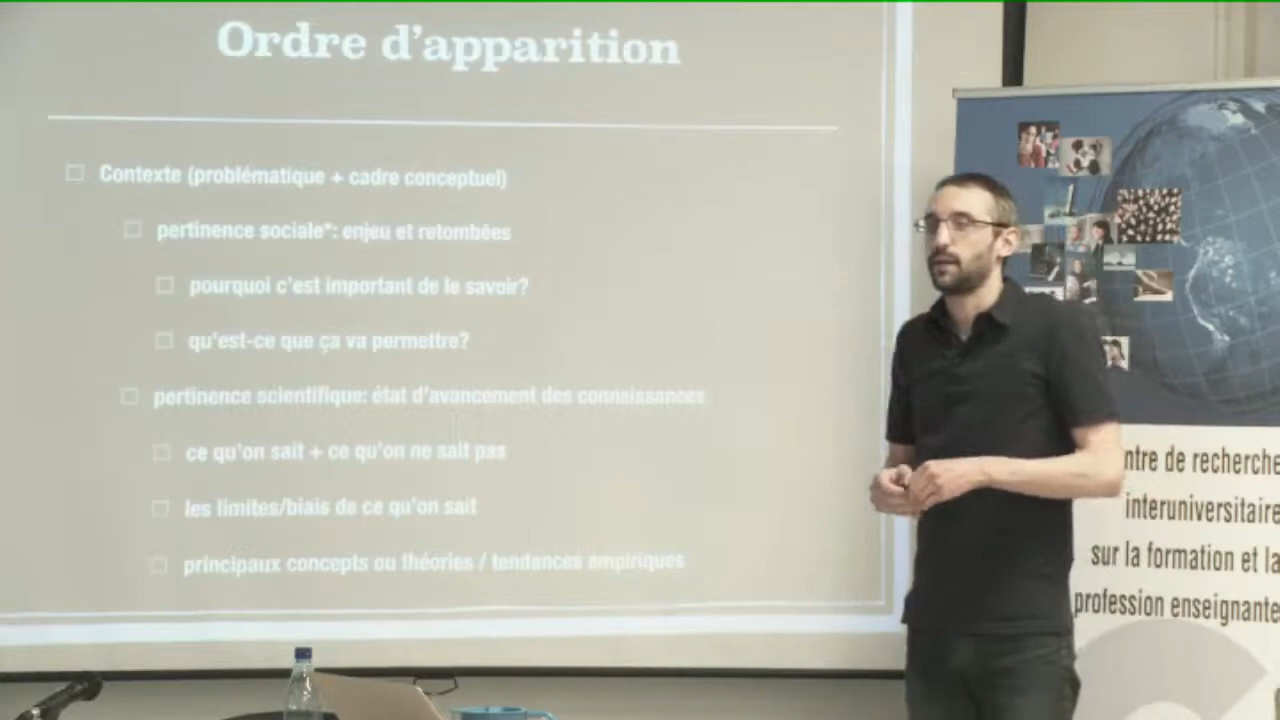 Ordre d'apparition
Contexte (problématique + cadre conceptuel)
pertinence sociale*: enjeu et retombées
pourquoi c'est important de le savoir?
qu'est-ce que ça va permettre?
pertinence scientifique: état d'avancement des connaissances
ce qu'on sait + ce qu'on ne sait pas
les limites/biais de ce qu'on sait
principaux concepts ou théories / tendances empiriques
ntre de recherche
interuniversitaire
sur la formation et la
profession enseignante